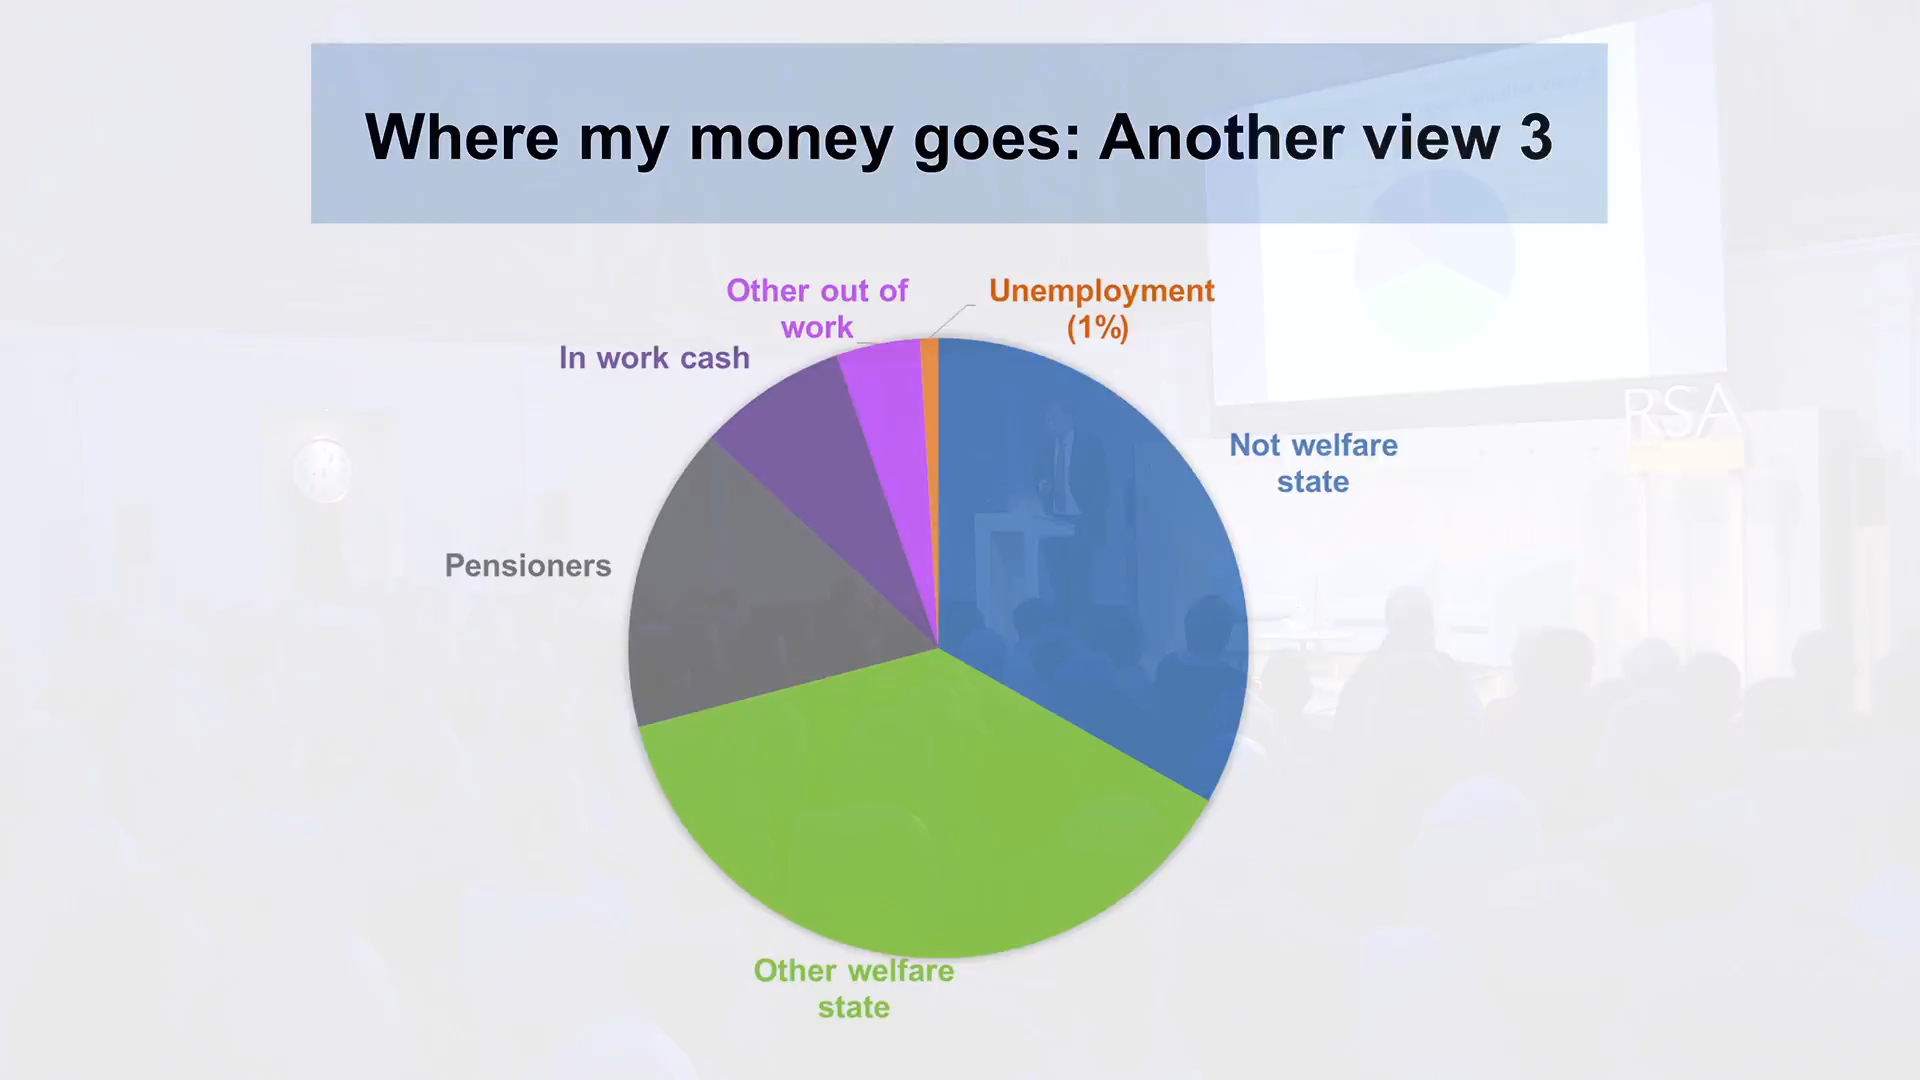 Where my money goes: Another view 3
Other out of
work
Unemployment
(1%)
In work cash
Not welfare
state
Pensioners
Other welfare
state
RSA